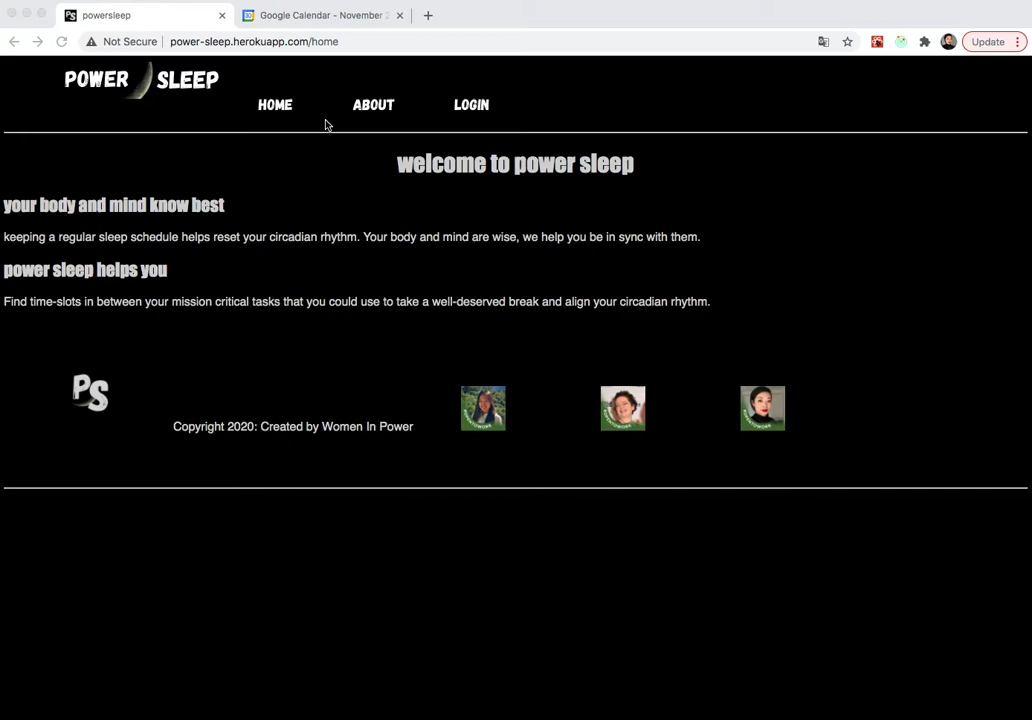 powersleep
Google Calendar - November 2
Not Secure
power-sleep.herokuapp.com/home
Update
POWER SLEEP
HOME
ABOUT
LOGIN
welcome to power sleep
your body and mind know best
keeping a regular sleep schedule helps reset your circadian rhythm. Your body and mind are wise, we help you be in sync with them.
power sleep helps you
Find time-slots in between your mission critical tasks that you could use to take a well-deserved break and align your circadian rhythm.
PS
Copyright 2020: Created by Women In Power